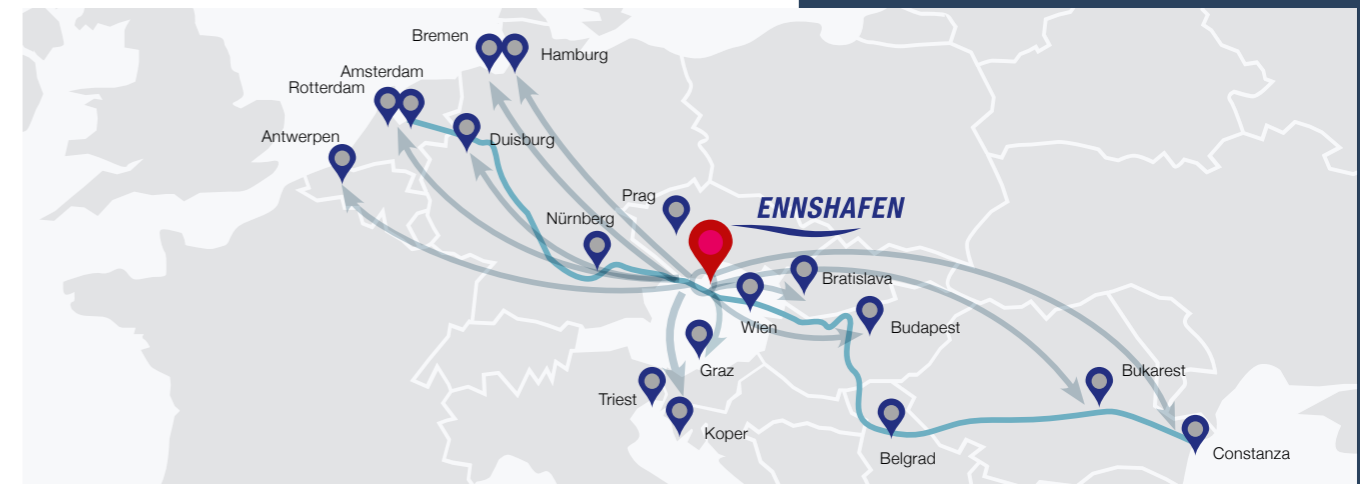 Bremen
Hamburg
Amsterdam
Rotterdam
Antwerpen
Duisburg
Prag
ENNSHAFEN
Nürnberg
Bratislava
Wien
Budapest
Graz
Bukarest
Triest
Koper
Belgrad
Constanza